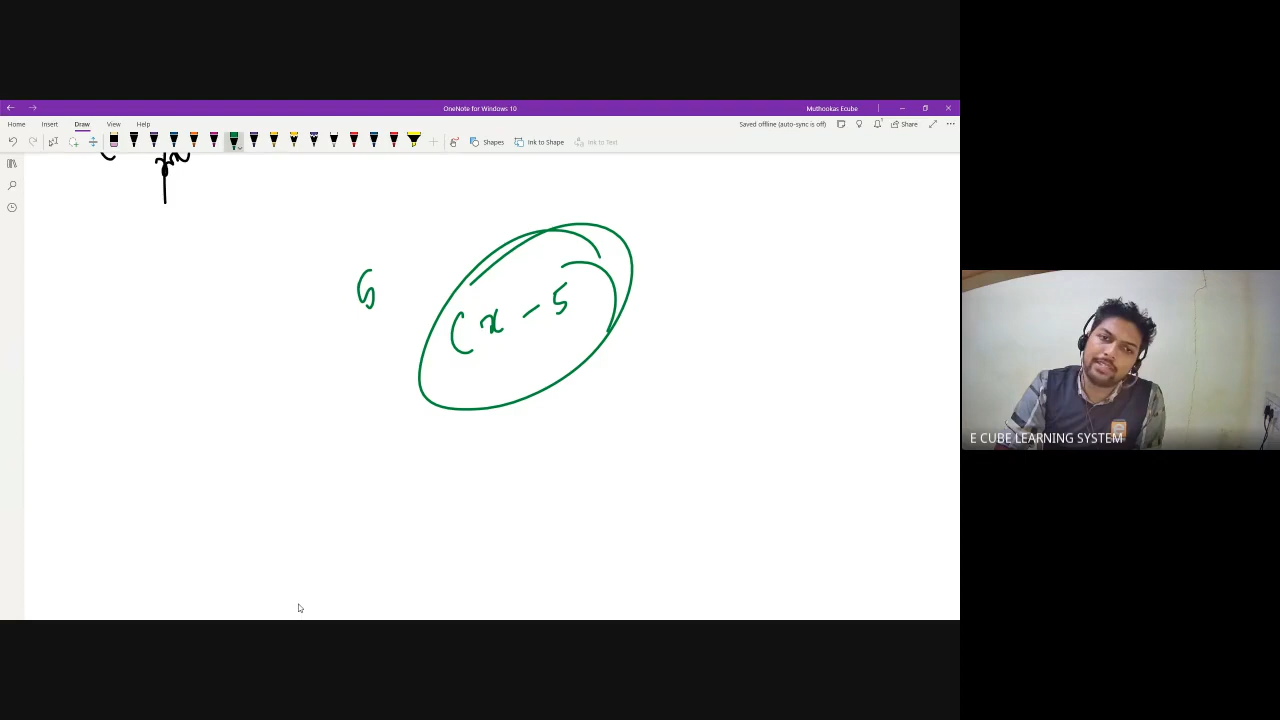 OneNote for Windows 10
Muthookas Ecube
Home Insert Draw View Help
Saved offline (auto-sync is off) Share
Shapes Ink to Shape Ink to Text
5 (x - 5)
E CUBE LEARNING SYSTEM